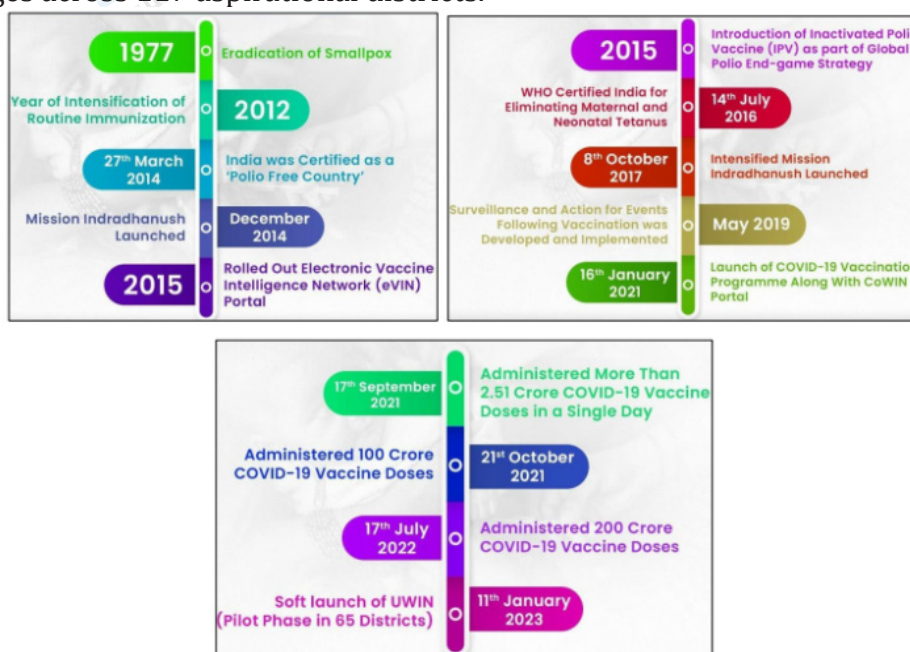 1977
Eradication of Smallpox
Year of Intensification of
Routine Immunization
2012
27th March
2014
India was Certified as a
'Polio Free Country'
Mission Indradhanush
Launched
December
2014
2015
Rolled Out Electronic Vaccine
Intelligence Network (eVIN)
Portal
2015
Introduction of Inactivated Poli
Vaccine (IPV) as part of Global
Polio End-game Strategy
WHO Certified India for
Eliminating Maternal and
Neonatal Tetanus
14th July
2016
8th October
2017
Intensified Mission
Indradhanush Launched
Surveillance and Action for Events
Following Vaccination was
Developed and Implemented
May 2019
16th January
2021
Launch of COVID-19 Vaccinatio
Programme Along With CoWIN
Portal
17th September
2021
Administered More Than
2.51 Crore COVID-19 Vaccine
Doses in a Single Day
Administered 100 Crore
COVID-19 Vaccine Doses
21st October
2021
17th July
2022
Administered 200 Crore
COVID-19 Vaccine Doses
Soft launch of UWIN
(Pilot Phase in 65 Districts)
11th January
2023